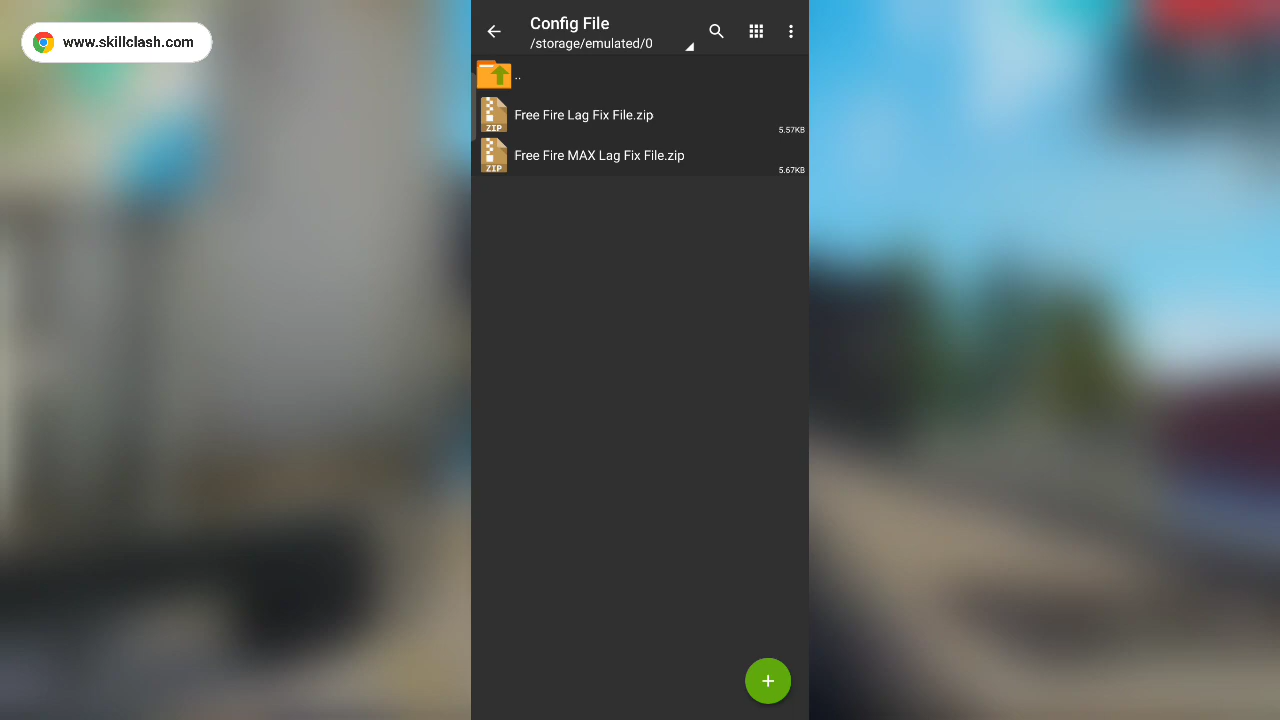 www.skillclash.com
Config File
/storage/emulated/0
..
Free Fire Lag Fix File.zip
ZIP
5.57KB
Free Fire MAX Lag Fix File.zip
ZIP
5.67KB